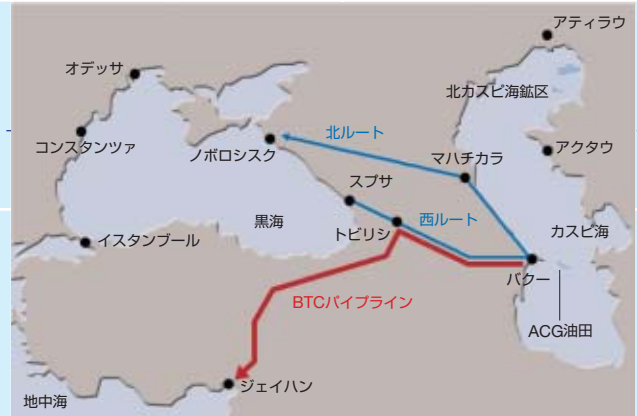 アティラウ
オデッサ
北カスピ海鉱区
コンスタンツァ
ノボロシスク
北ルート
マハチカラ
アクタウ
スプサ
西ルート
黒海
トビリシ
カスピ海
イスタンブール
バクー
BTCパイプライン
ACG油田
ジェイハン
地中海